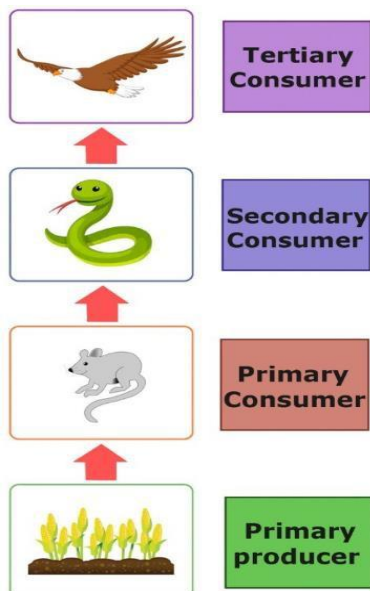 Tertiary
Consumer
Secondary
Consumer
Primary
Consumer
Primary
producer